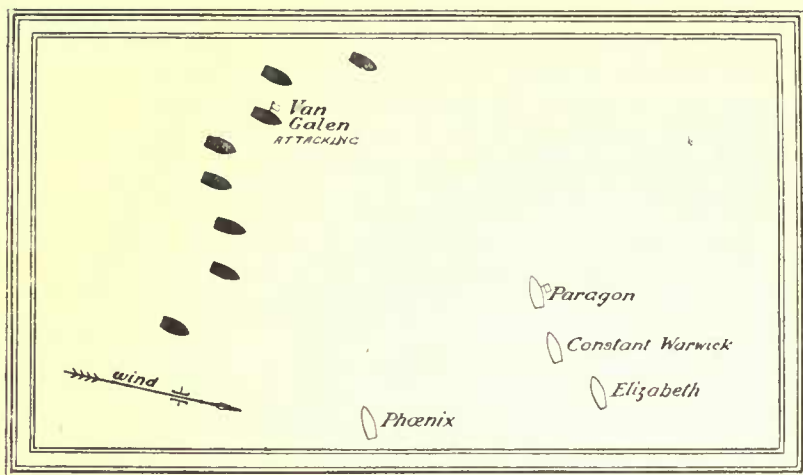 Van
Galen
ATTACKING
Paragon
Constant Warwick
Elizabeth
wind
Phœnix